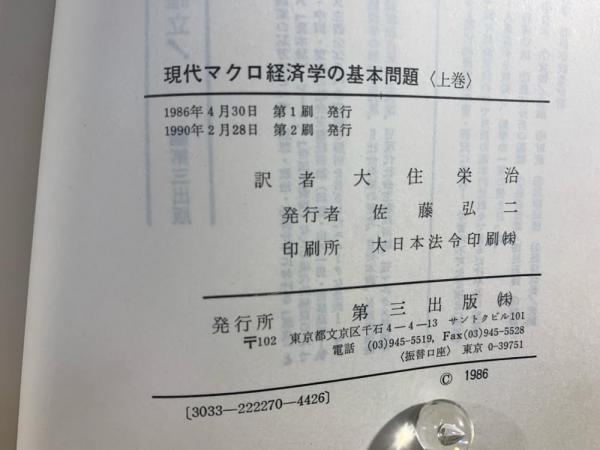 現代マクロ経済学の基本問題〈上巻〉
1986年4月30日 第1刷 発行
1990年2月28日 第2刷 発行
訳者 大住栄治
発行者 佐藤弘二
印刷所 大日本法令印刷㈱
発行所 第三出版㈱
〒102 東京都文京区千石4—4—13 サントクビル101
電話 (03)945-5519, Fax(03)945-5528
〈振替口座〉 東京 0-39751
© 1986
[3033—222270—4426]